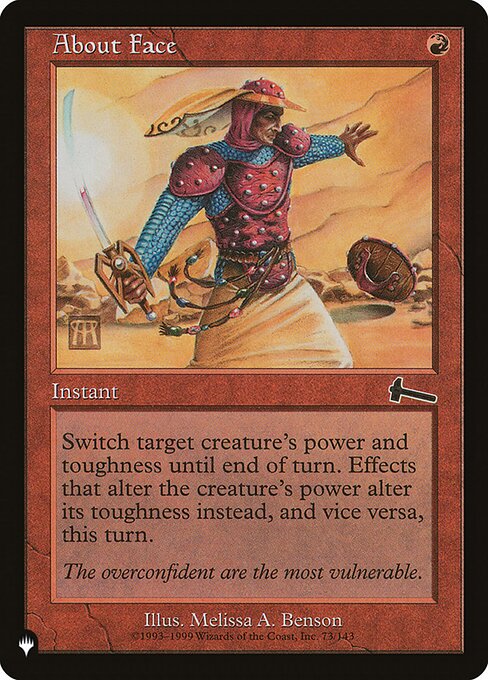 About Face
Instant
Switch target creature's power and
toughness until end of turn. Effects
that alter the creature's power alter
its toughness instead, and vice versa,
this turn.
The overconfident are the most vulnerable.
Illus. Melissa A. Benson
©1993-1999 Wizards of the Coast, Inc. 73/143